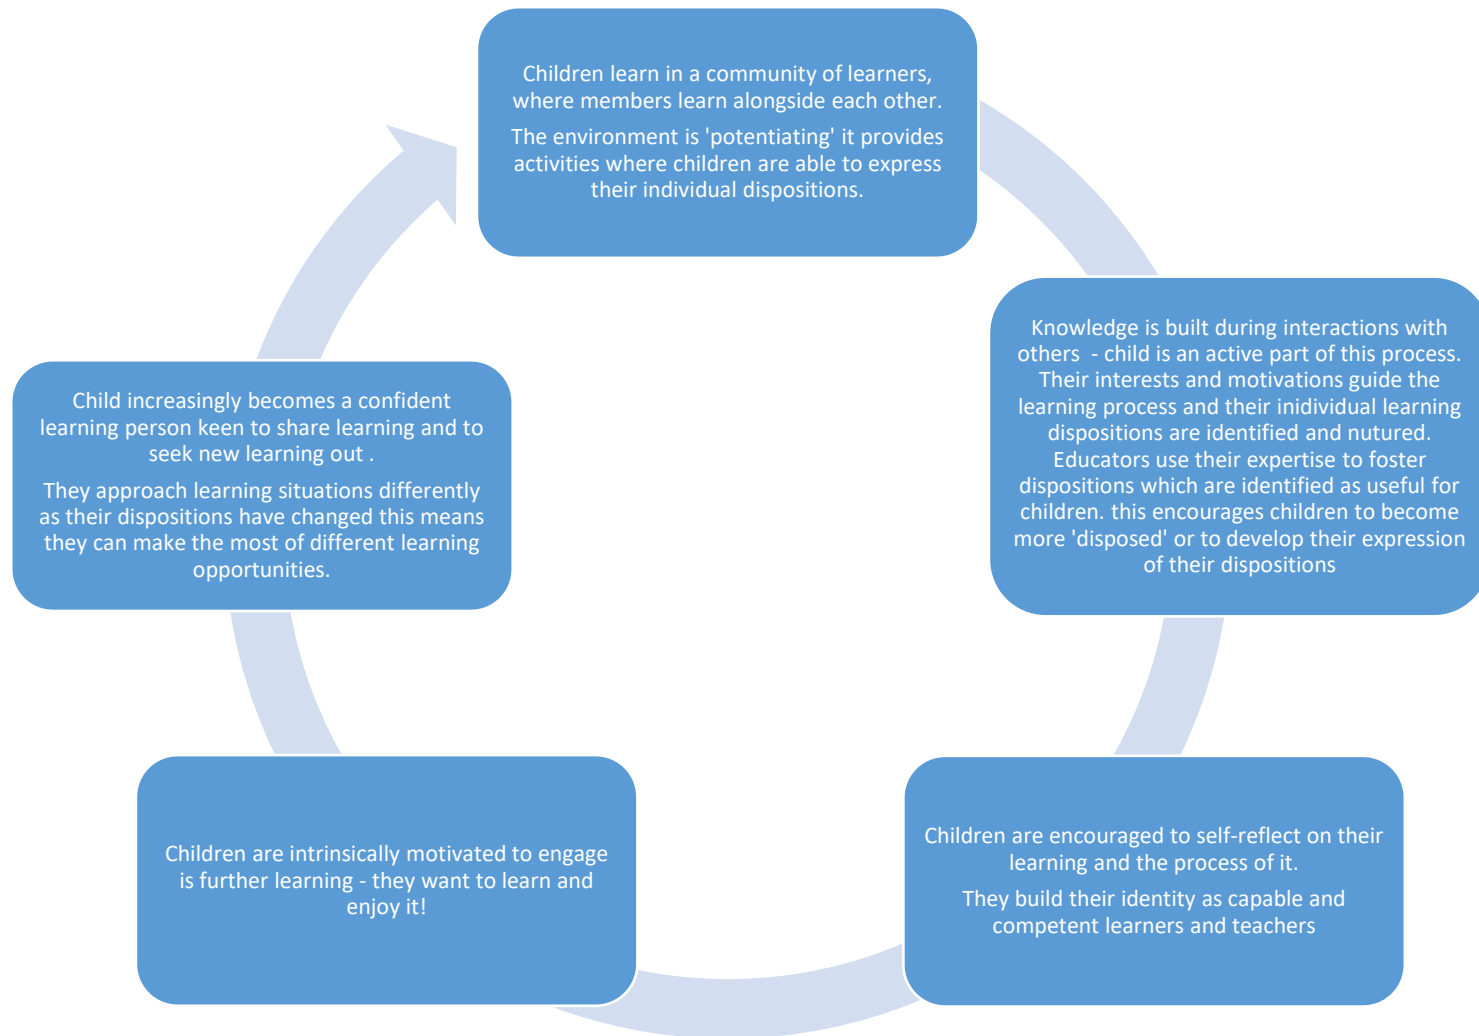 Children learn in a community of learners,
where members learn alongside each other.
The environment is 'potentiating' it provides
activities where children are able to express
their individual dispositions.
Knowledge is built during interactions with
others  - child is an active part of this process.
Their interests and motivations guide the
learning process and their inidividual learning
dispositions are identified and nutured.
Educators use their expertise to foster
dispositions which are identified as useful for
children. this encourages children to become
more 'disposed' or to develop their expression
of their dispositions
Children are encouraged to self-reflect on their
learning and the process of it.
They build their identity as capable and
competent learners and teachers
Children are intrinsically motivated to engage
is further learning - they want to learn and
enjoy it!
Child increasingly becomes a confident
learning person keen to share learning and to
seek new learning out .
They approach learning situations differently
as their dispositions have changed this means
they can make the most of different learning
opportunities.